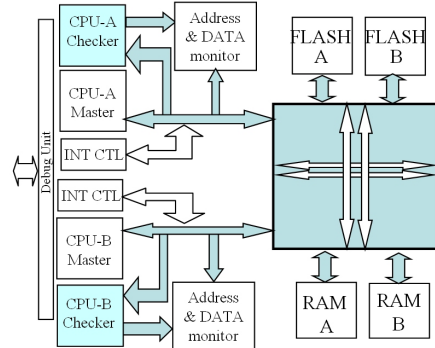 CPU-A
Checker
Address
& DATA
monitor
FLASH
A
FLASH
B
CPU-A
Master
INT CTL
Debug Unit
INT CTL
CPU-B
Master
CPU-B
Checker
Address
& DATA
monitor
RAM
A
RAM
B